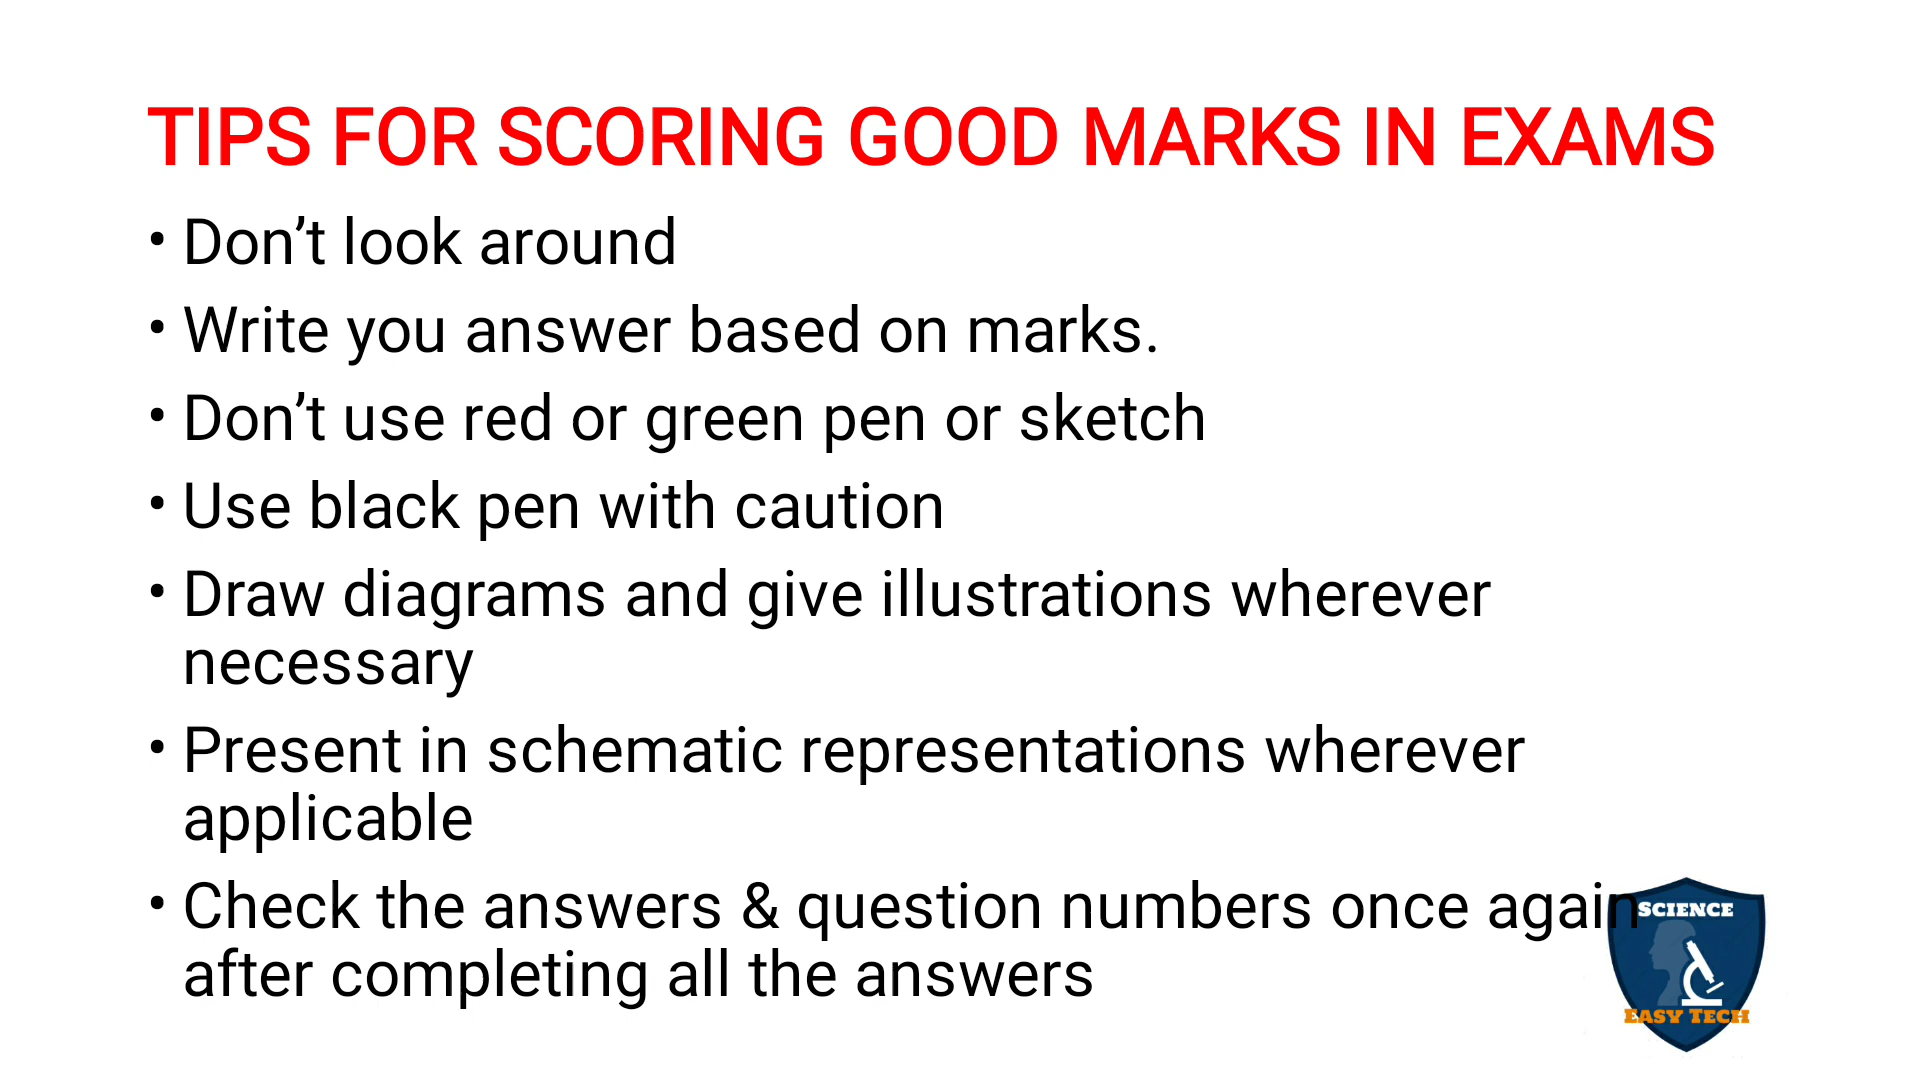 TIPS FOR SCORING GOOD MARKS IN EXAMS
• Don’t look around
• Write you answer based on marks.
• Don’t use red or green pen or sketch
• Use black pen with caution
• Draw diagrams and give illustrations wherever
necessary
• Present in schematic representations wherever
applicable
• Check the answers & question numbers once again
after completing all the answers
SCIENCE
EASY TECH